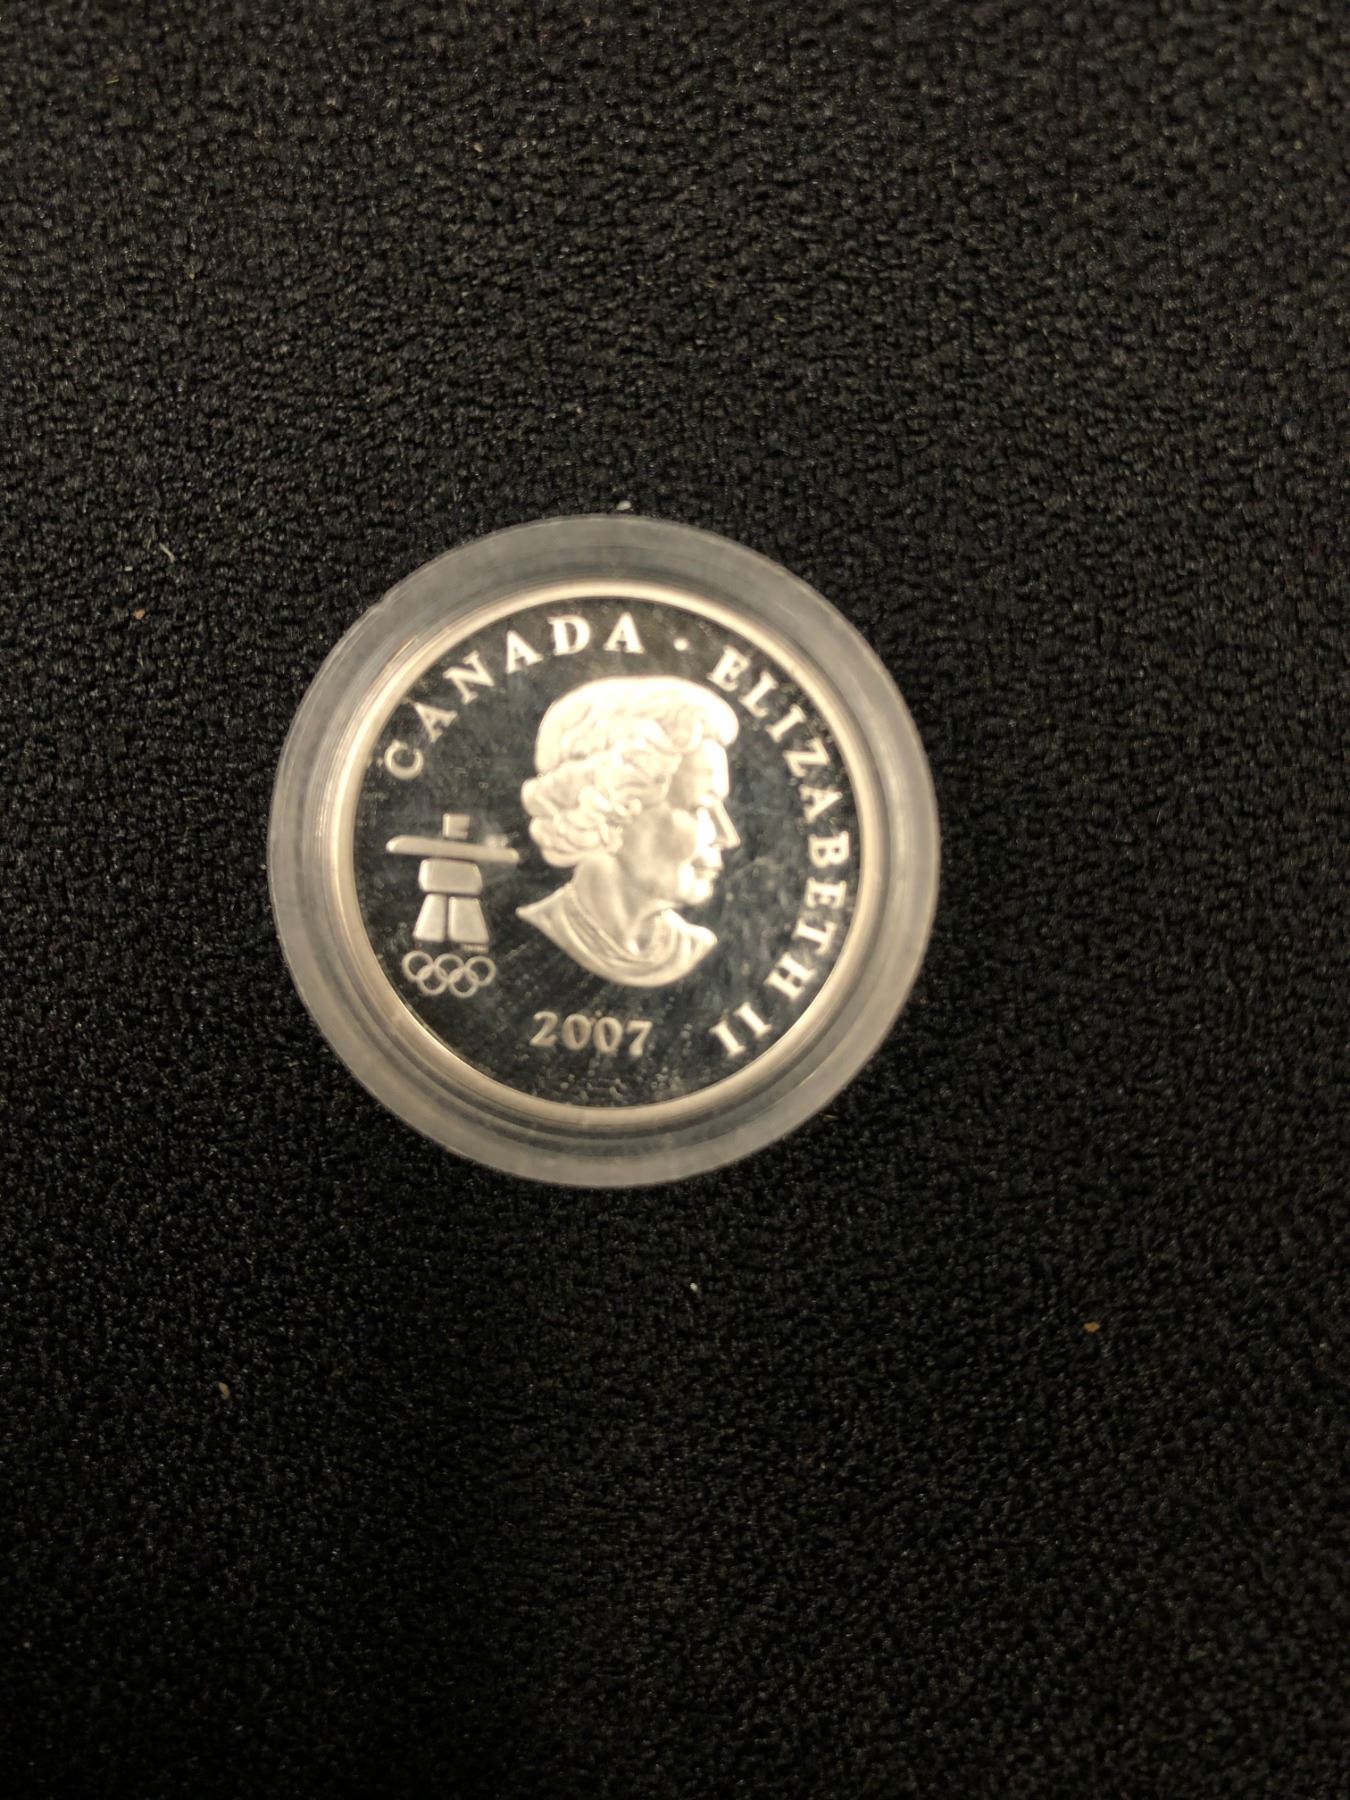 CANADA · ELIZABETH II
2007